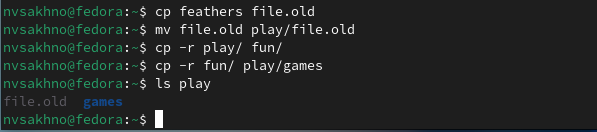 nvsakhno@fedora:~$ cp feathers file.old
nvsakhno@fedora:~$ mv file.old play/file.old
nvsakhno@fedora:~$ cp -r play/ fun/
nvsakhno@fedora:~$ cp -r fun/ play/games
nvsakhno@fedora:~$ ls play
file.old  games
nvsakhno@fedora:~$